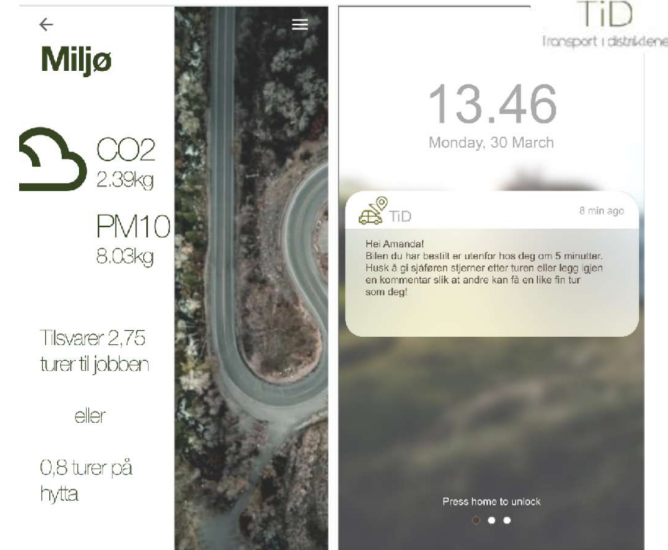 Miljø
CO2
2.39kg
PM10
8.03kg
Tilsvarer 2,75
turer til jobben
eller
0,8 turer på
hytta
TiD
Transport i distriktene
13.46
Monday, 30 March
TiD
8 min ago
Hei Amanda!
Bilen du har bestilt er utenfor hos deg om 5 minutter.
Husk å gi sjåføren stjerner etter turen eller legg igjen
en kommentar slik at andre kan få en like fin tur
som deg!
Press home to unlock